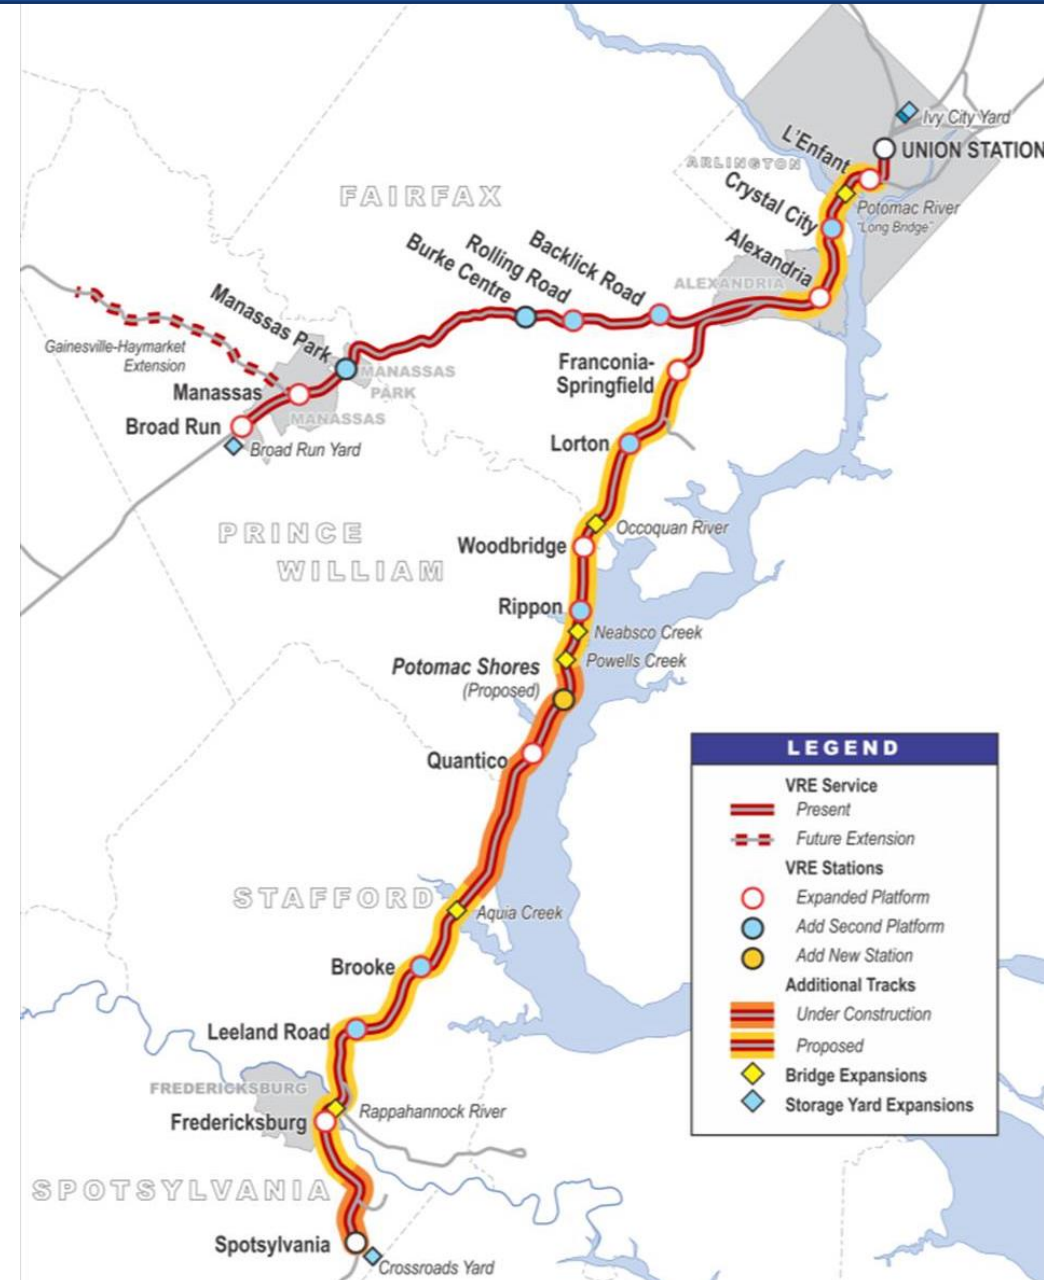 Ivy City Yard
UNION STATION
L'Enfant
ARLINGTON
Crystal City
Potomac River
"Long Bridge"
FAIRFAX
Alexandria
ALEXANDRIA
Backlick Road
Rolling Road
Burke Centre
Manassas Park
Gainesville-Haymarket
Extension
MANASSAS
PARK
Manassas
MANASSAS
Broad Run
Broad Run Yard
Franconia-
Springfield
Lorton
PRINCE
WILLIAM
Occoquan River
Woodbridge
Rippon
Neabsco Creek
Powells Creek
Potomac Shores
(Proposed)
Quantico
STAFFORD
Aquia Creek
Brooke
Leeland Road
FREDERICKSBURG
Fredericksburg
Rappahannock River
SPOTSYLVANIA
Spotsylvania
Crossroads Yard
LEGEND
VRE Service
Present
Future Extension
VRE Stations
Expanded Platform
Add Second Platform
Add New Station
Additional Tracks
Under Construction
Proposed
Bridge Expansions
Storage Yard Expansions